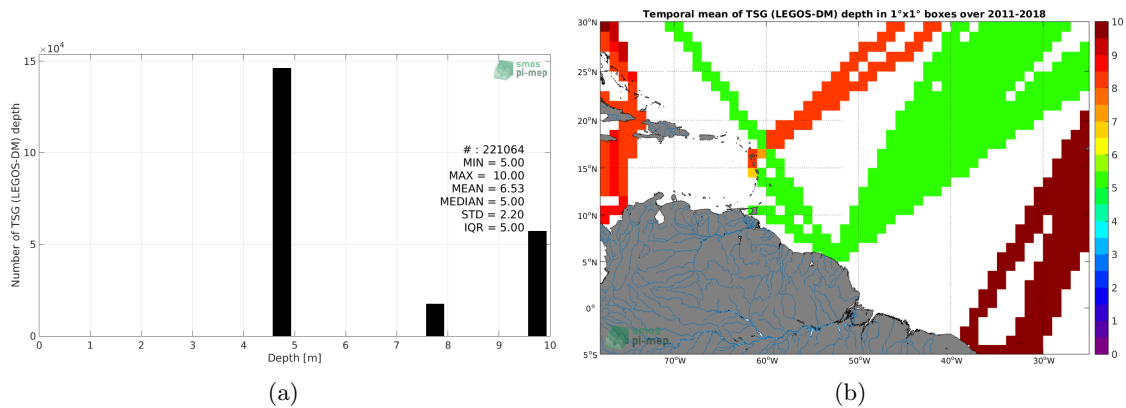 ×10⁴
15
10
5
0
Number of TSG (LEGOS-DM) depth
smos
pi-mep
# : 221064
MIN = 5.00
MAX = 10.00
MEAN = 6.53
MEDIAN = 5.00
STD = 2.20
IQR = 5.00
0 1 2 3 4 5 6 7 8 9 10
Depth [m]
(a)
Temporal mean of TSG (LEGOS-DM) depth in 1°x1° boxes over 2011-2018
30°N
25°N
20°N
15°N
10°N
5°N
0°
5°S
70°W 60°W 50°W 40°W 30°W
smos
pi-mep
10
9
8
7
6
5
4
3
2
1
0
(b)